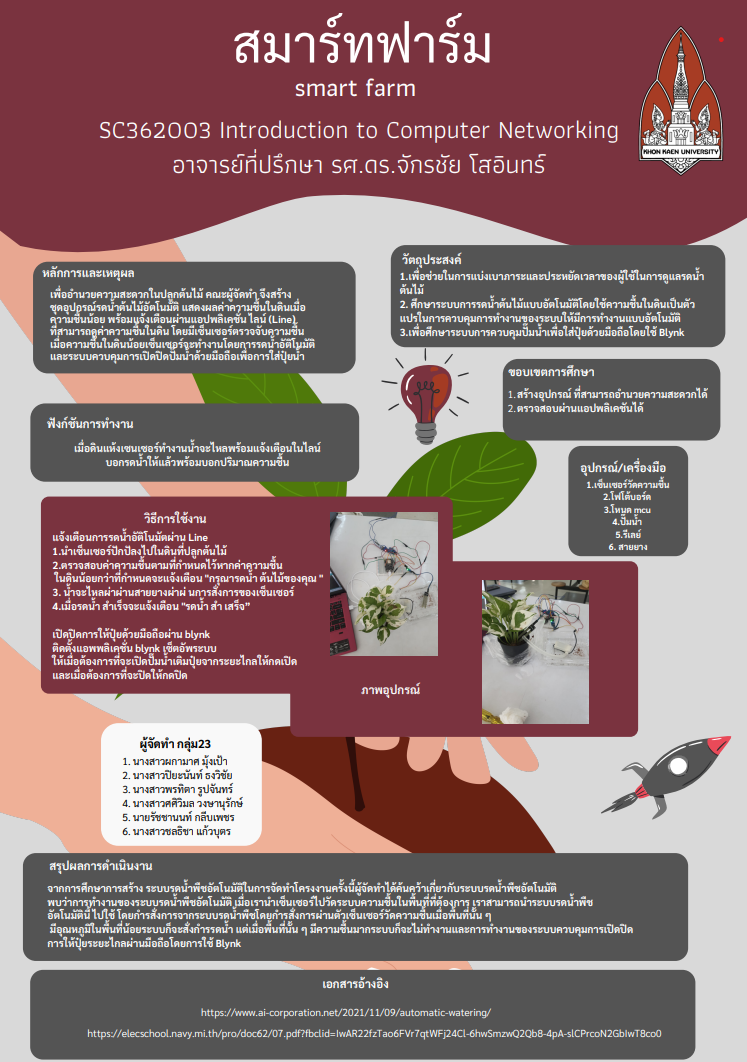 สมาร์ทฟาร์ม
smart farm
SC362003 Introduction to Computer Networking
อาจารย์ที่ปรึกษา รศ.ดร.จักรชัย โสอินทร์
KHON KAEN UNIVERSITY
หลักการและเหตุผล
เพื่ออำนวยความสะดวกในปลูกต้นไม้ คณะผู้จัดทำ จึงสร้าง
ชุดอุปกรณ์รดน้ำต้นไม้อัตโนมัติ แสดงผลค่าความชื้นในดินเมื่อ
ความชื้นน้อย พร้อมแจ้งเตือนผ่านแอปพลิเคชัน ไลน์ (Line)
ที่สามารถดูค่าความชื้นในดิน โดยมีเซ็นเซอร์ตรวจจับความชื้น
เมื่อความชื้นในดินน้อยเซ็นเซอร์จะทำงานโดยการรดน้ำอัติโนมัติ
และระบบควบคุมการเปิดปิดปั๊มน้ำด้วยมือถือเพื่อการใส่ปุ๋ยน้ำ
วัตถุประสงค์
1.เพื่อช่วยในการแบ่งเบาภาระและประหยัดเวลาของผู้ใช้ในการดูแลรดน้ำ
ต้นไม้
2. ศึกษาระบบการรดน้ำต้นไม้แบบอัตโนมัติโดยใช้ความชื้นในดินเป็นตัว
แปรในการควบคุมการทำงานของระบบให้มีการทำงานแบบอัตโนมัติ
3.เพื่อศึกษาระบบการควบคุมปั๊มน้ำเพื่อใส่ปุ๋ยด้วยมือถือโดยใช้ Blynk
ขอบเขตการศึกษา
1.สร้างอุปกรณ์ ที่สามารถอำนวยความสะดวกได้
2.ตรวจสอบผ่านแอปพลิเคชันได้
ฟังก์ชันการทำงาน
เมื่อดินแห้งเซนเซอร์ทำงานน้ำจะไหลพร้อมแจ้งเตือนในไลน์
บอกรดน้ำให้แล้วพร้อมบอกปริมาณความชื้น
อุปกรณ์/เครื่องมือ
1.เซ็นเซอร์วัดความชื้น
2.โฟโต้บอร์ด
3.โหนด mcu
4.ปั๊มน้ำ
5.รีเลย์
6. สายยาง
วิธีการใช้งาน
แจ้งเตือนการรดน้ำอัติโนมัตผ่าน Line
1.นำเซ็นเซอร์ปักปีลงไปในดินที่ปลูกต้นไม้
2.ตรวจสอบค่าความชื้นตามที่กำหนดไว้หากค่าความชื้น
ในดินน้อยกว่าที่กำหนดจะแจ้งเตือน "กรุณารดน้ำ ต้นไม้ของคุณ "
3. น้ำจะไหลผ่าผ่านสายยางผ่าผ่ นการสั่งการของเซ็นเซอร์
4.เมื่อรดน้ำ สำเร็จจะแจ้งเตือน "รดน้ำ สำ เสร็จ"
เปิดปิดการให้ปุ๋ยด้วยมือถือผ่าน blynk
ติดตั้งแอพพลิเคชั่น blynk เซ็ตอัพระบบ
ให้เมื่อต้องการที่จะเปิดปั๊มน้ำเติมปุ๋ยจากระยะไกลให้กดเปิด
และเมื่อต้องการที่จะปิดให้กดปิด
ภาพอุปกรณ์
ผู้จัดทำ กลุ่ม23
1. นางสาวผกามาศ มุ้งเป้า
2. นางสาวปิยะนันท์ ธงวิชัย
3. นางสาวพรทิตา รูปจันทร์
4. นางสาวศศิวิมล วงษานุรักษ์
5. นายรัชชานนท์ กลีบเพชร
6. นางสาวชลธิชา แก้วบุตร
สรุปผลการดำเนินงาน
จากการศึกษาการสร้าง ระบบรดน้ำพืชอัตโนมัติในการจัดทำโครงงานครั้งนี้ผู้จัดทำได้ค้นคว้าเกี่ยวกับระบบรดน้ำพืชอัตโนมัติ
พบว่าการทำงานของระบบรดน้ำพืชอัตโนมัติ เมื่อเรานำเซ็นเซอร์ไปวัดระบบความชื้นในพื้นที่ที่ต้องการ เราสามารถนำระบบรดน้ำพืช
อัตโนมัตินี้ ไปใช้ โดยกำสั่งการจากระบบรดน้ำพืชโดยกำสั่งการผ่านตัวเซ็นเซอร์วัดความชื้นเมื่อพื้นที่นั้น ๆ
มีอุณหภูมิในพื้นที่น้อยระบบก็จะสั่งกำรรดน้ำ แต่เมื่อพื้นที่นั้น ๆ มีความชื้นมากระบบก็จะไม่ทำงานและการทำงานของระบบควบคุมการเปิดปิด
การให้ปุ๋ยระยะไกลผ่านมือถือโดยการใช้ Blynk
เอกสารอ้างอิง
https://www.ai-corporation.net/2021/11/09/automatic-watering/
https://elecschool.navy.mi.th/pro/doc62/07.pdf?fbclid=IwAR22fzTao6FVr7qtWFj24Cl-6hwSmzwQ2Qb8-4pA-slCPrcoN2GbIwT8co0